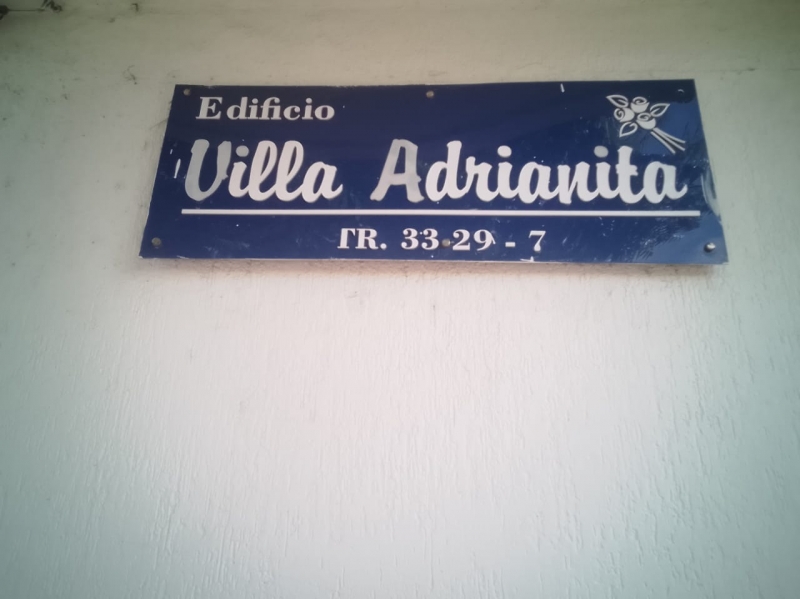 Edificio
Villa Adrianita
TR. 33-29 - 7